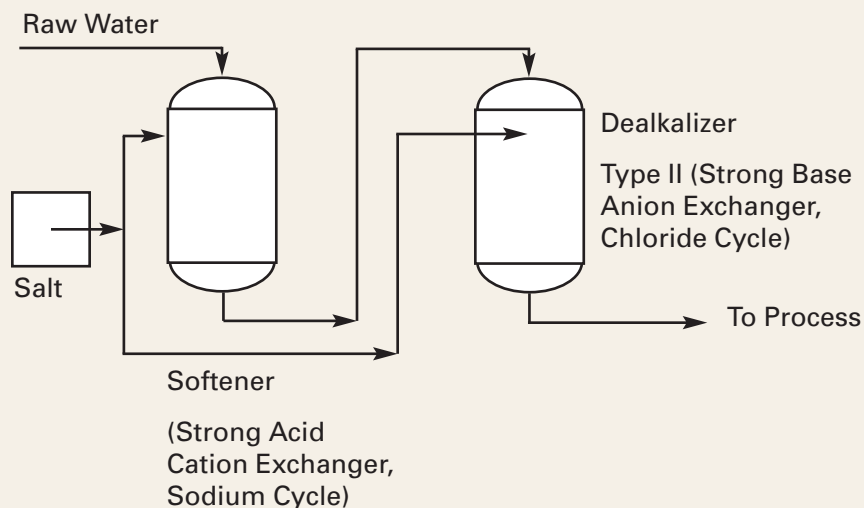 Raw Water
Dealkalizer
Type II (Strong Base
Anion Exchanger,
Chloride Cycle)
Salt
To Process
Softener
(Strong Acid
Cation Exchanger,
Sodium Cycle)